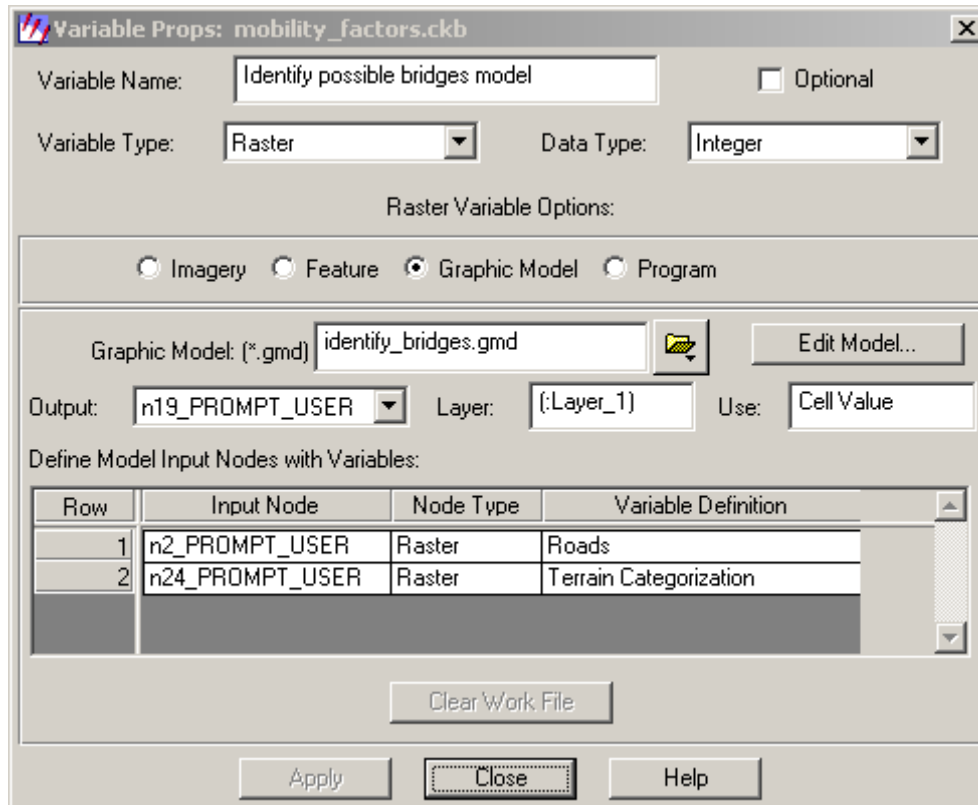 Variable Props: mobility_factors.ckb
Variable Name: Identify possible bridges model Optional
Variable Type: Raster Data Type: Integer
Raster Variable Options:
Imagery Feature Graphic Model Program
Graphic Model: (*.gmd) identify_bridges.gmd Edit Model...
Output: n19_PROMPT_USER Layer: (:Layer_1) Use: Cell Value
Define Model Input Nodes with Variables:
Row Input Node Node Type Variable Definition
1 n2_PROMPT_USER Raster Roads
2 n24_PROMPT_USER Raster Terrain Categorization
Clear Work File
Apply Close Help